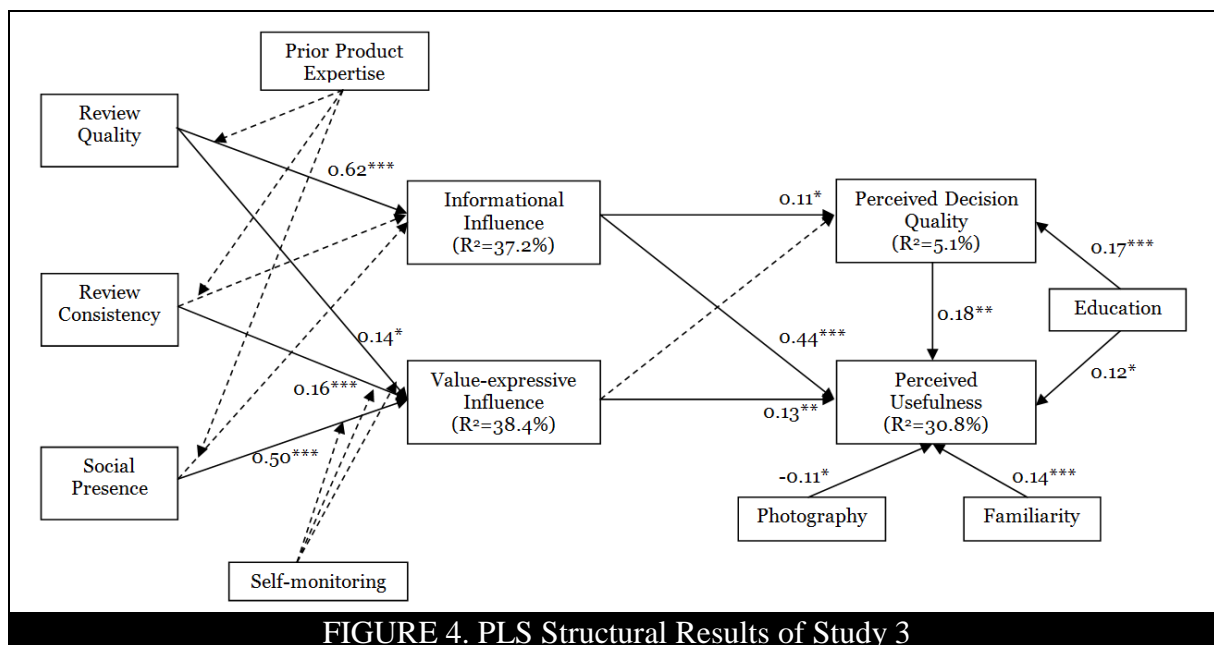 Prior Product
Expertise
Review
Quality
0.62***
Informational
Influence
(R²=37.2%)
0.11*
Perceived Decision
Quality
(R²=5.1%)
0.17***
Review
Consistency
Education
0.14*
0.18**
0.44***
0.16***
Value-expressive
Influence
(R²=38.4%)
0.13**
Perceived
Usefulness
(R²=30.8%)
0.12*
Social
Presence
0.50***
-0.11*
0.14***
Photography
Familiarity
Self-monitoring
FIGURE 4. PLS Structural Results of Study 3